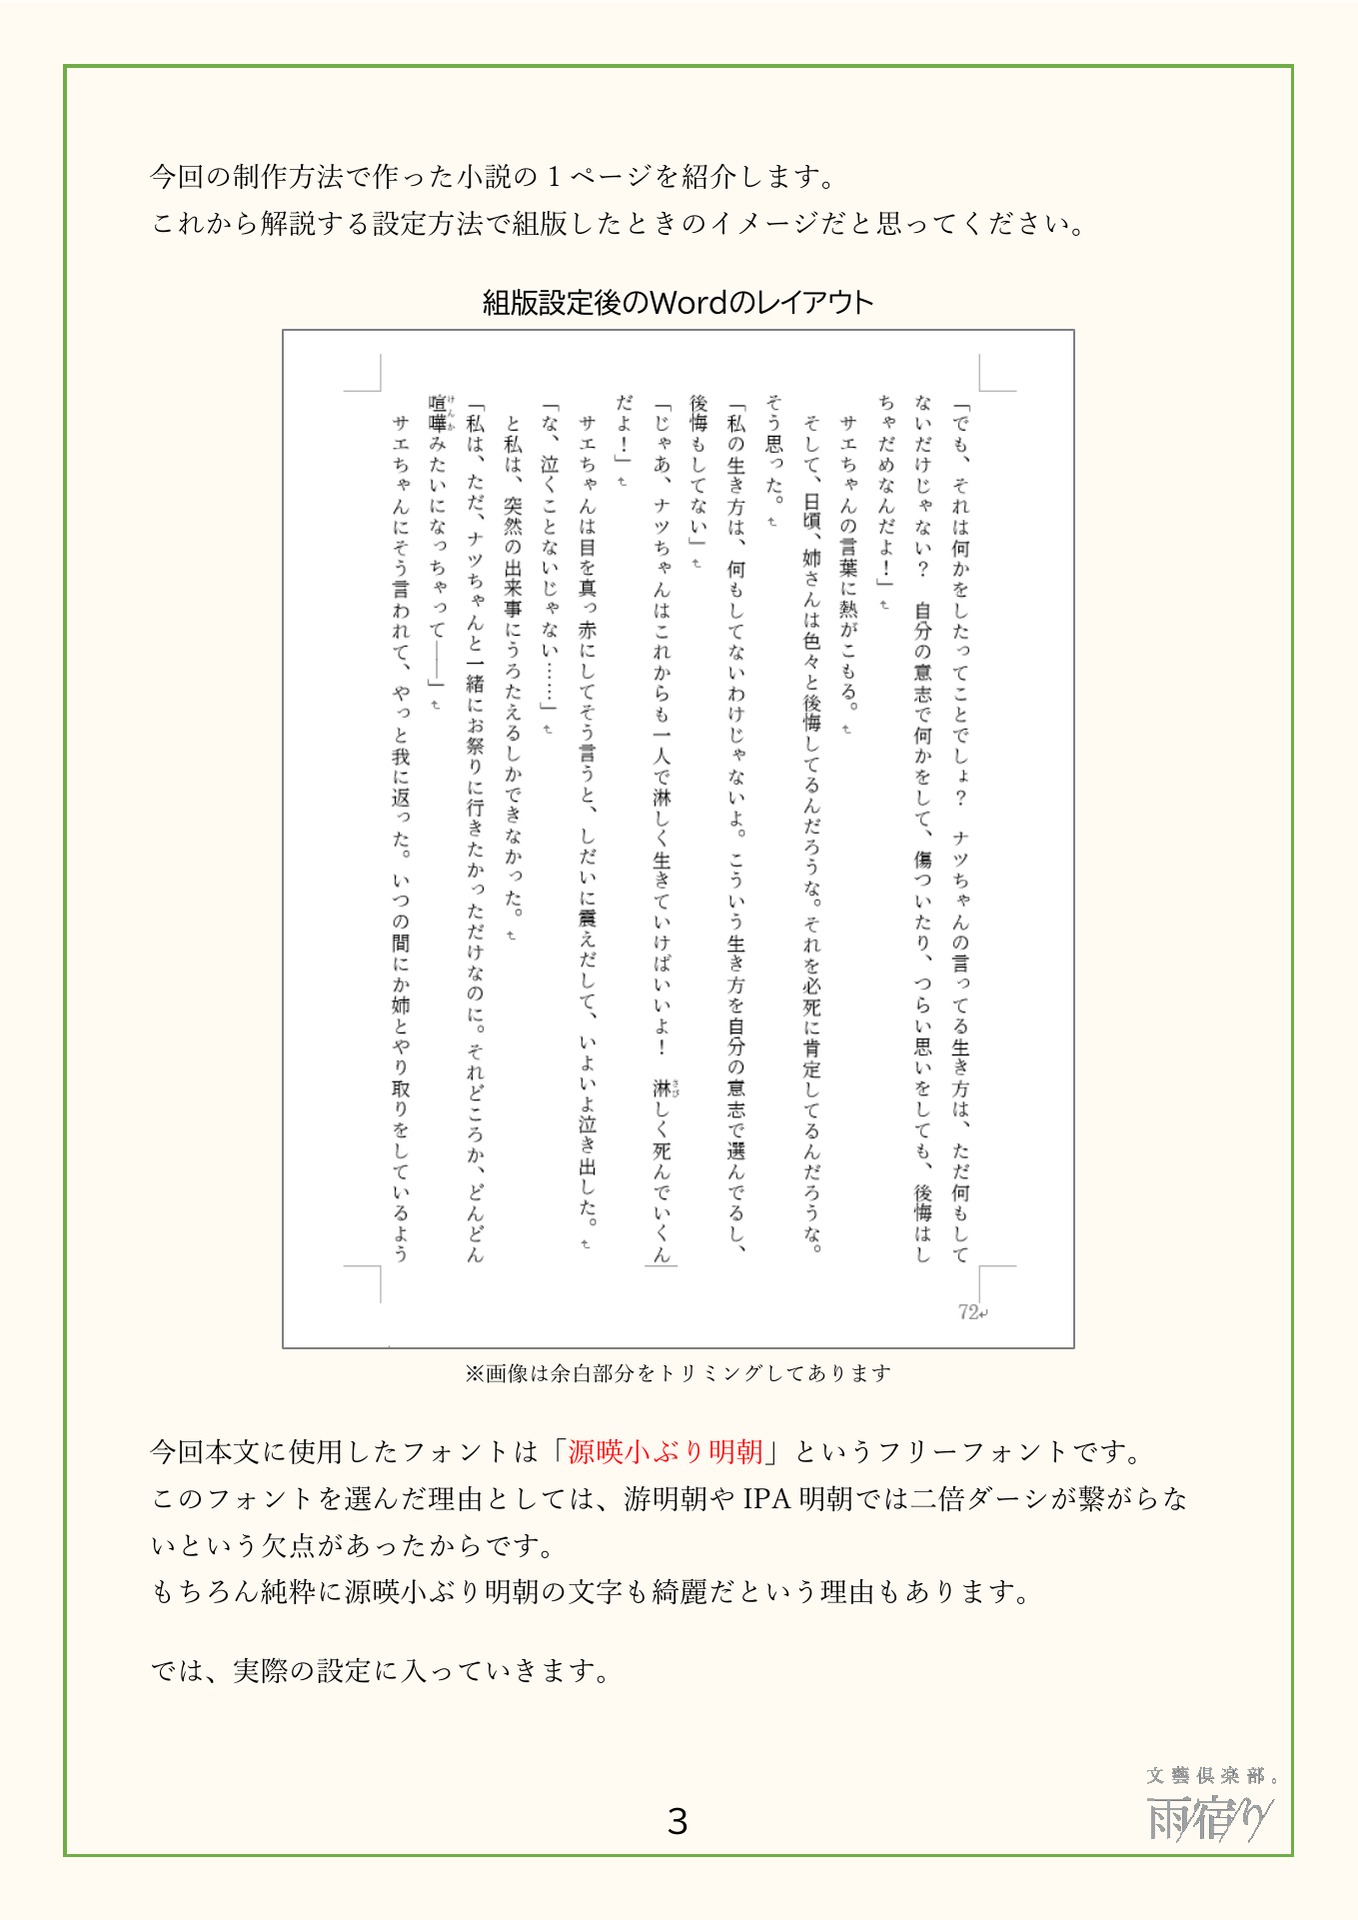 今回の制作方法で作った小説の 1 ページを紹介します。
これから解説する設定方法で組版したときのイメージだと思ってください。
組版設定後のWordのレイアウト
「でも、それは何かをしたってことでしょ？　ナツちゃんの言ってる生き方は、ただ何もして
ないだけじゃない？　自分の意志で何かをして、傷ついたり、つらい思いをしても、後悔はし
ちゃだめなんだよ！」
サエちゃんの言葉に熱がこもる。
そして、日頃、姉さんは色々と後悔してるんだろうな。それを必死に肯定してるんだろうな。
そう思った。
「私の生き方は、何もしてないわけじゃないよ。こういう生き方を自分の意志で選んでるし、
後悔もしてない」
「じゃあ、ナツちゃんはこれからも一人で淋しく生きていけばいいよ！　淋しく死んでいくん
さび
だよ！」
サエちゃんは目を真っ赤にしてそう言うと、しだいに震えだして、いよいよ泣き出した。
「な、泣くことないじゃない……」
と私は、突然の出来事にうろたえるしかできなかった。
「私は、ただ、ナツちゃんと一緒にお祭りに行きたかっただけなのに。それどころか、どんどん
喧嘩みたいになっちゃって――」
けんか
サエちゃんにそう言われて、やっと我に返った。いつの間にか姉とやり取りをしているよう
72
※画像は余白部分をトリミングしてあります
今回本文に使用したフォントは「源暎小ぶり明朝」というフリーフォントです。
このフォントを選んだ理由としては、游明朝や IPA 明朝では二倍ダーシが繋がらな
いという欠点があったからです。
もちろん純粋に源暎小ぶり明朝の文字も綺麗だという理由もあります。
では、実際の設定に入っていきます。
文藝倶楽部。
雨宿り
3